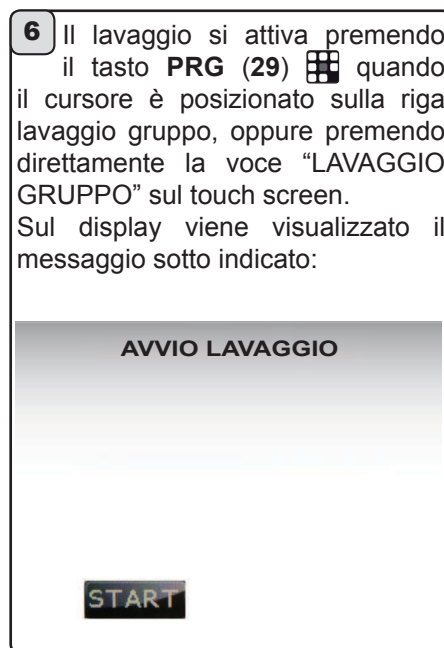 6 Il lavaggio si attiva premendo
il tasto PRG (29) quando
il cursore è posizionato sulla riga
lavaggio gruppo, oppure premendo
direttamente la voce “LAVAGGIO
GRUPPO” sul touch screen.
Sul display viene visualizzato il
messaggio sotto indicato:
AVVIO LAVAGGIO
START